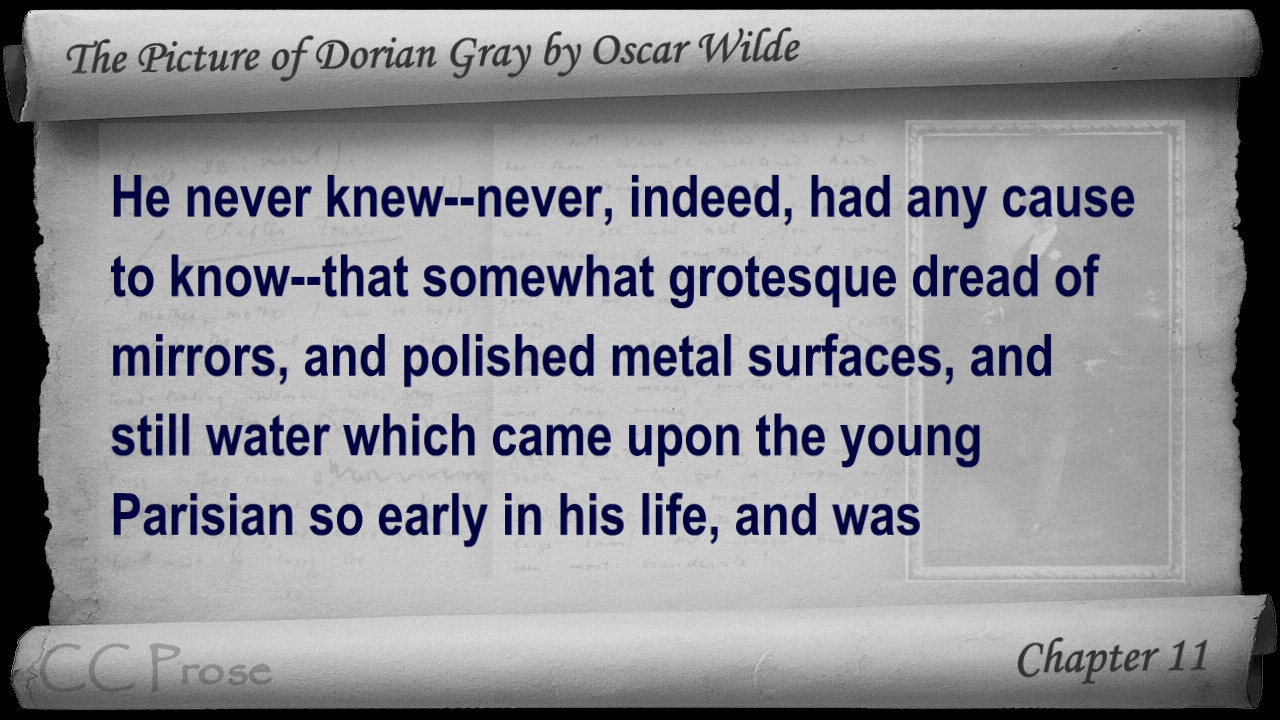 The Picture of Dorian Gray by Oscar Wilde
He never knew--never, indeed, had any cause
to know--that somewhat grotesque dread of
mirrors, and polished metal surfaces, and
still water which came upon the young
Parisian so early in his life, and was
CC Prose
Chapter 11